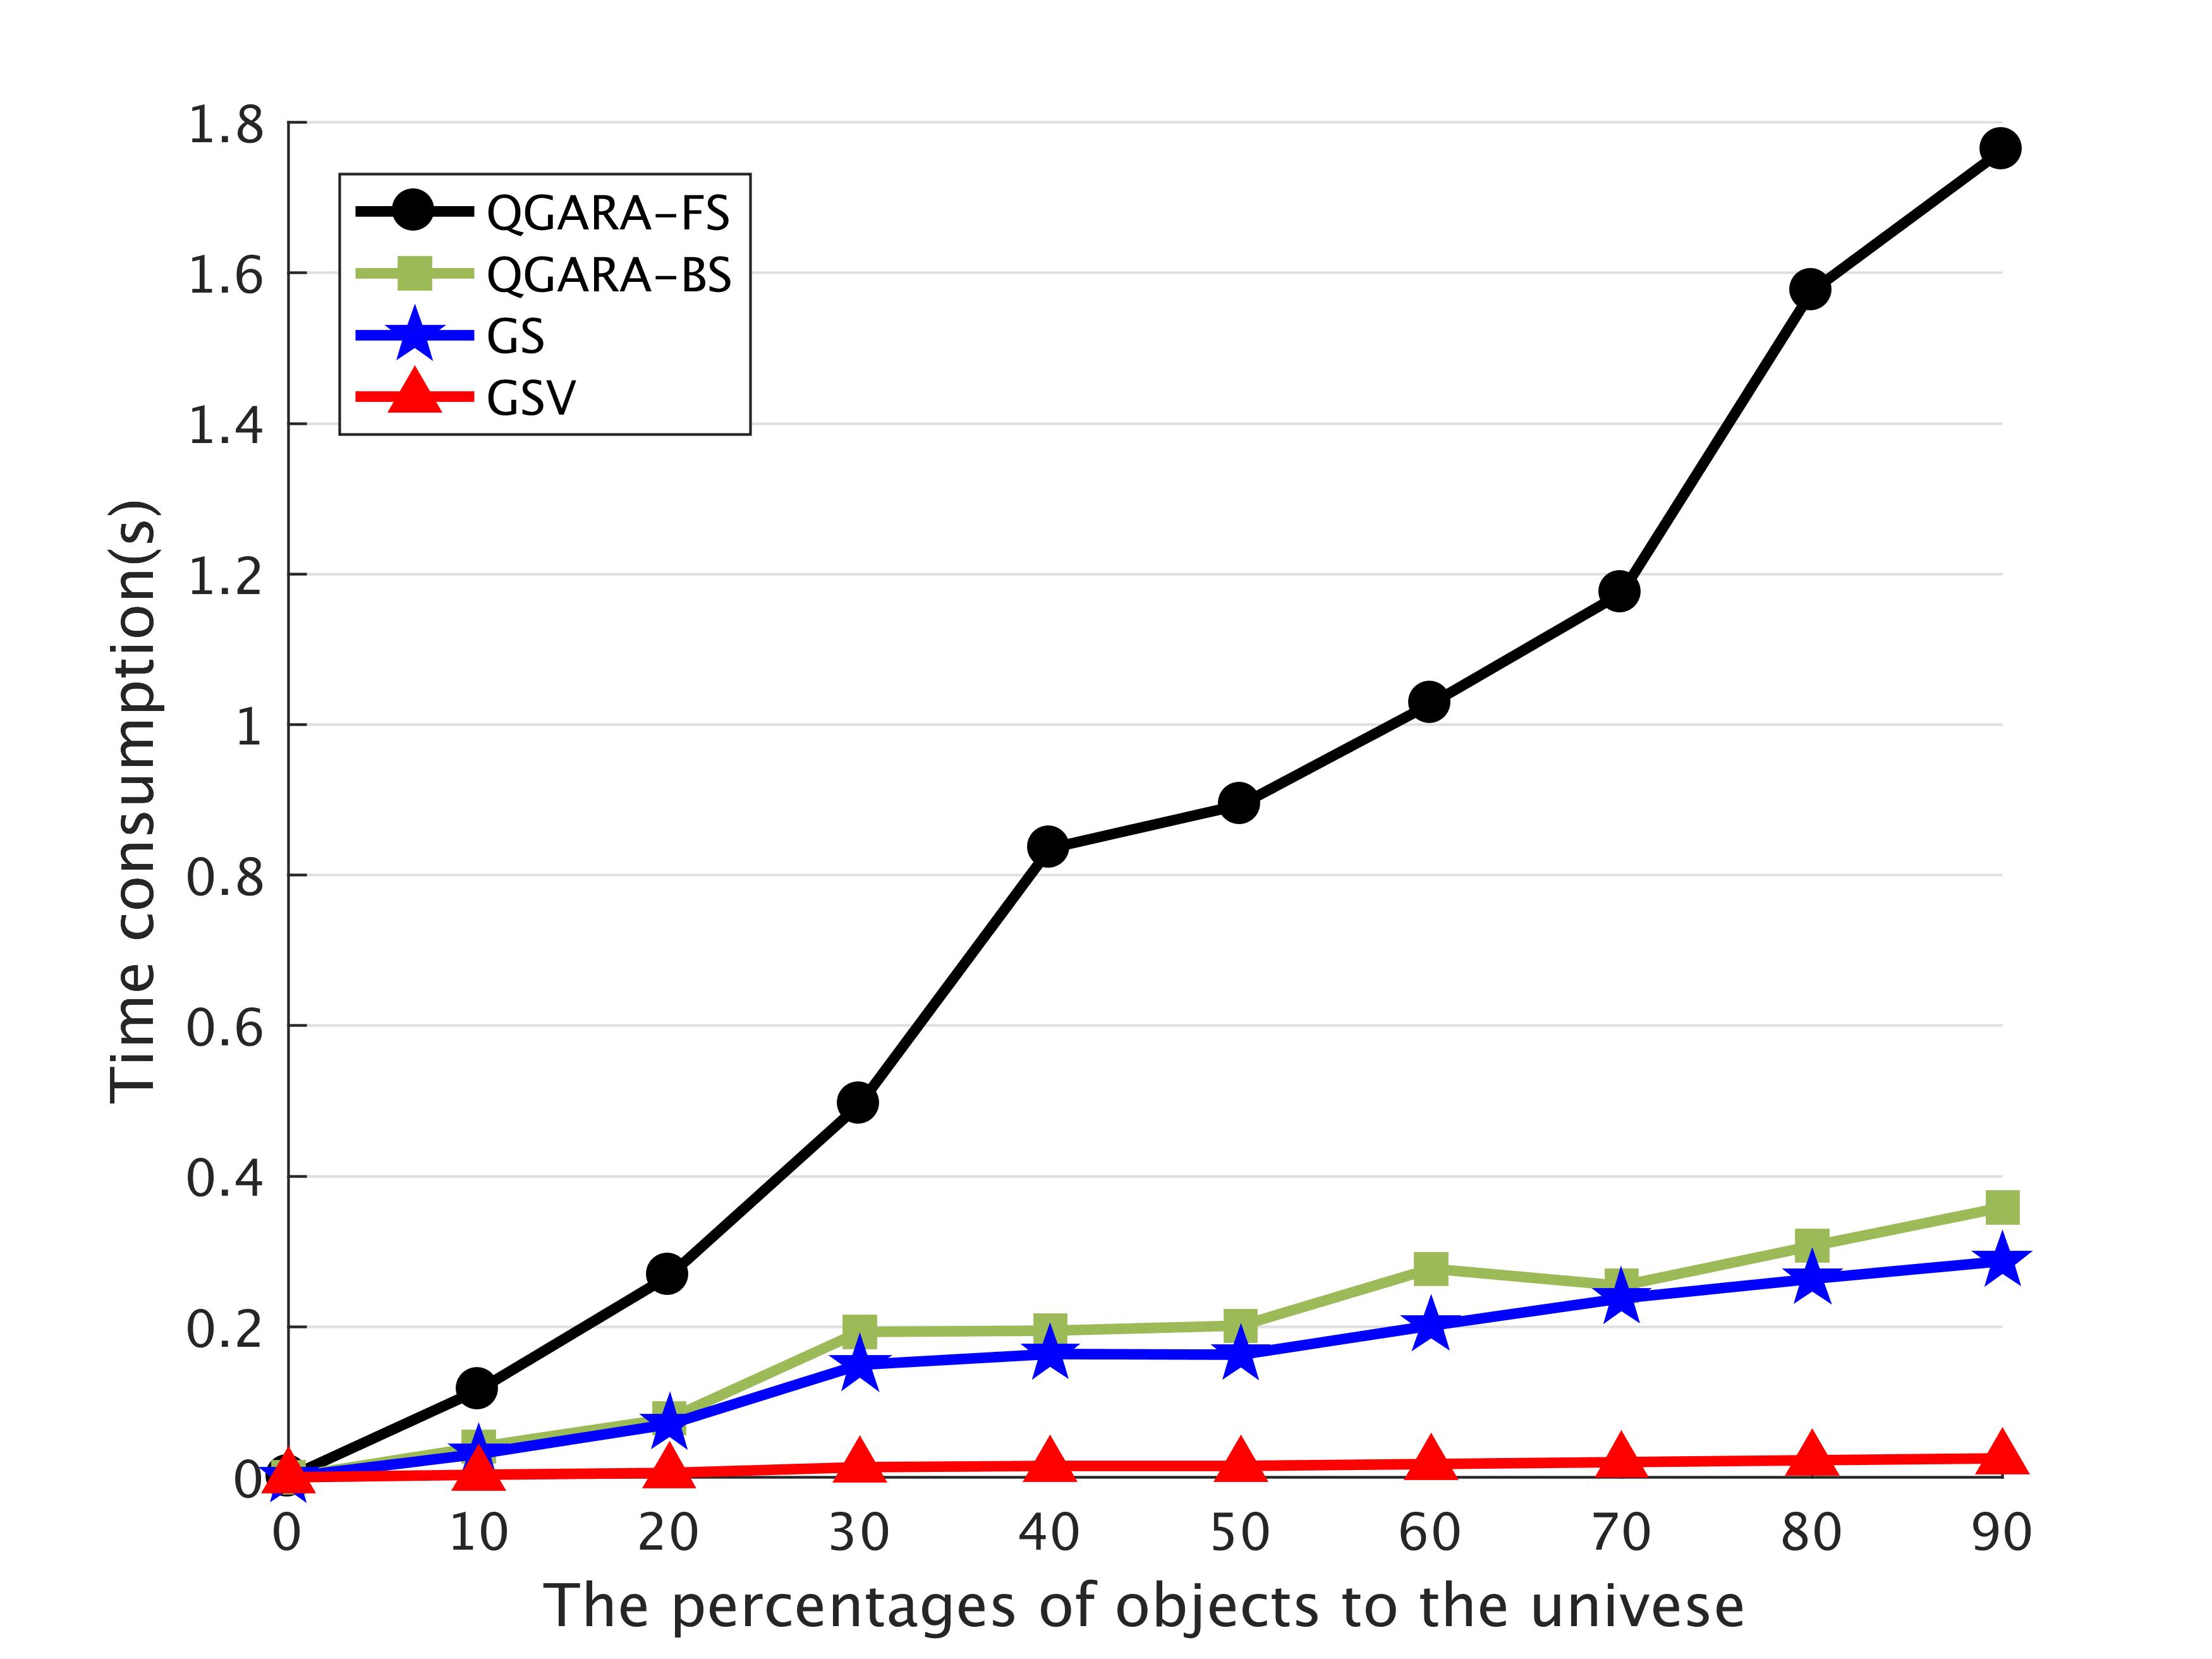 1.8
1.6
1.4
1.2
1
0.8
0.6
0.4
0.2
0
Time consumption(s)
QGARA-FS
QGARA-BS
GS
GSV
0 10 20 30 40 50 60 70 80 90
The percentages of objects to the univese